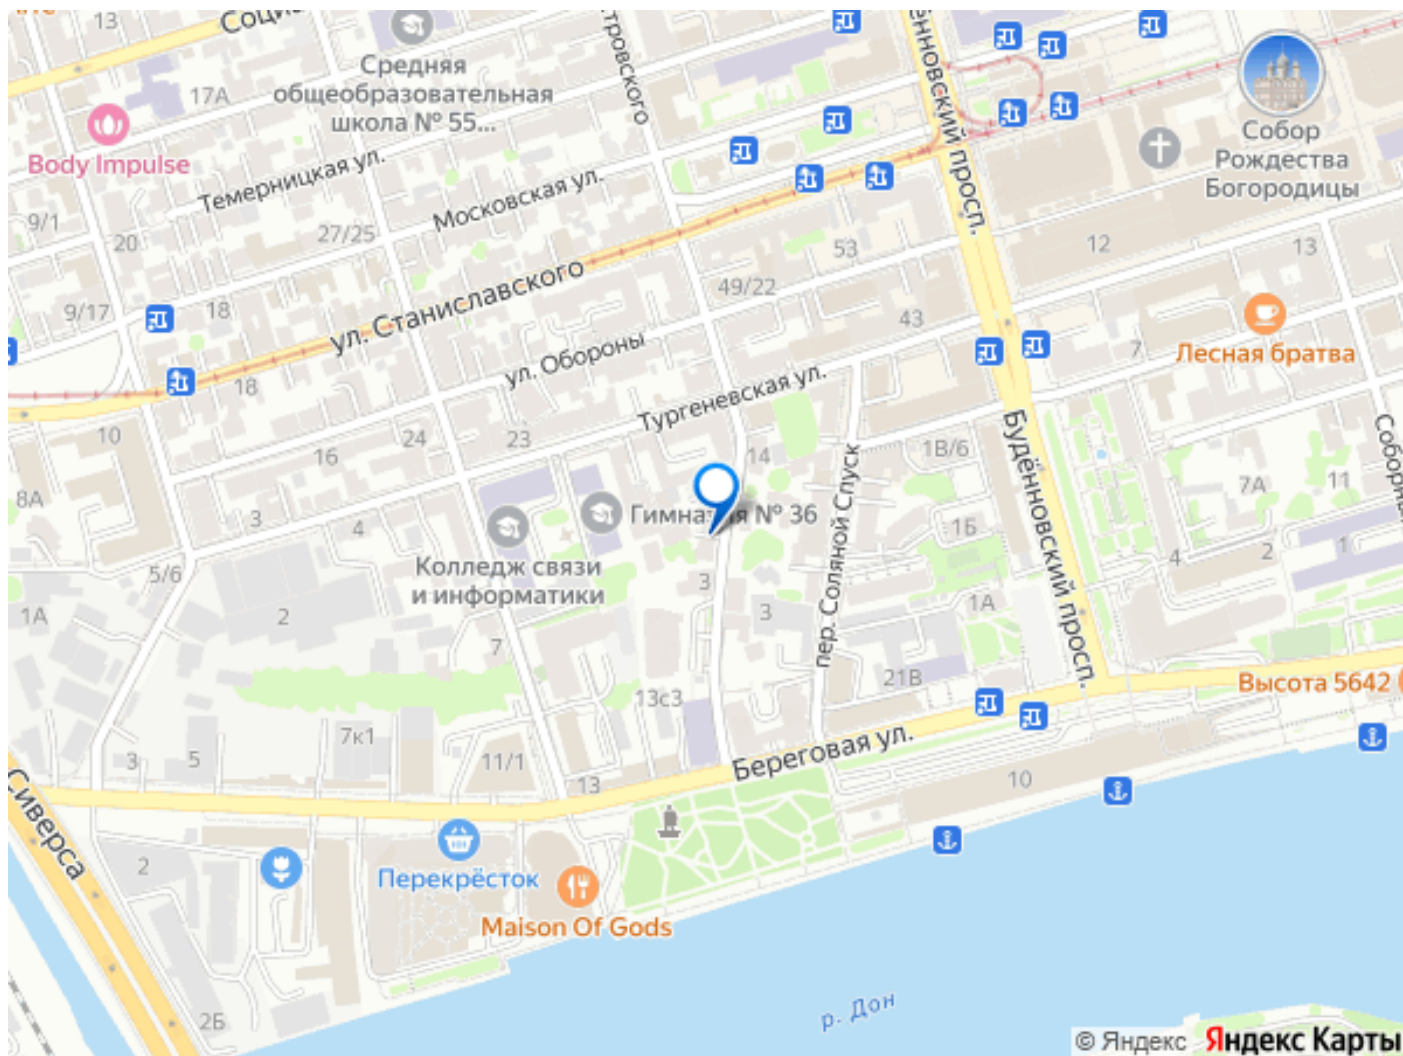 13
17А
Средняя
общеобразовательная
школа № 55...
Body Impulse
Темерницкая ул.
Московская ул.
Собор
Рождества
Богородицы
9/1
20
27/25
53
12
13
49/22
9/17
18
43
ул. Станиславского
7
Лесная братва
ул. Обороны
18
Тургеневская ул.
Будённовский просп.
10
24
23
14
1В/6
16
8А
7А
11
3
4
Гимназия № 36
1Б
пер. Соляной Спуск
Колледж связи
и информатики
5/6
3
4
2
1
1А
2
3
1А
7
13с3
21В
Высота 5642
7к1
Береговая ул.
3
5
11/1
13
10
Сиверса
2
Перекрёсток
Maison Of Gods
2Б
р. Дон
© Яндекс Яндекс Карты